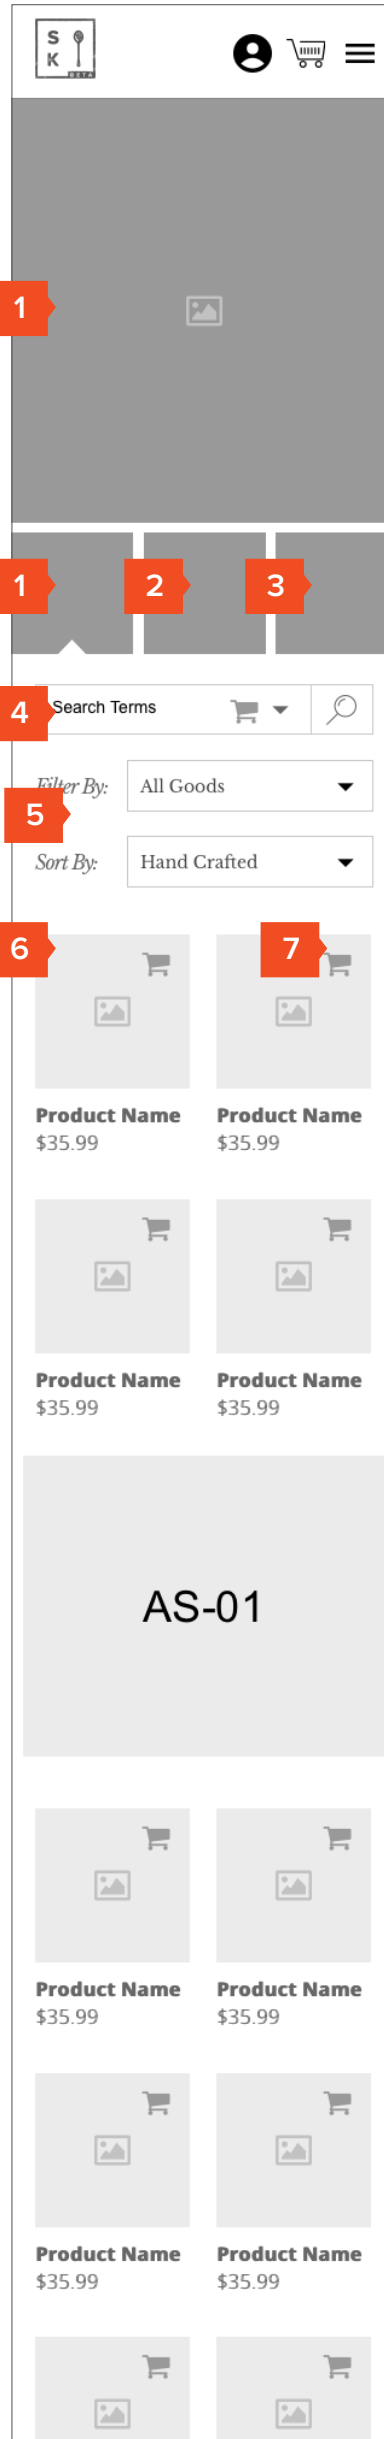 S
K
BETA
1
1 2 3
4 Search Terms
Filter By: All Goods
5
Sort By: Hand Crafted
6 7
Product Name Product Name
$35.99 $35.99
Product Name Product Name
$35.99 $35.99
AS-01
Product Name Product Name
$35.99 $35.99
Product Name Product Name
$35.99 $35.99